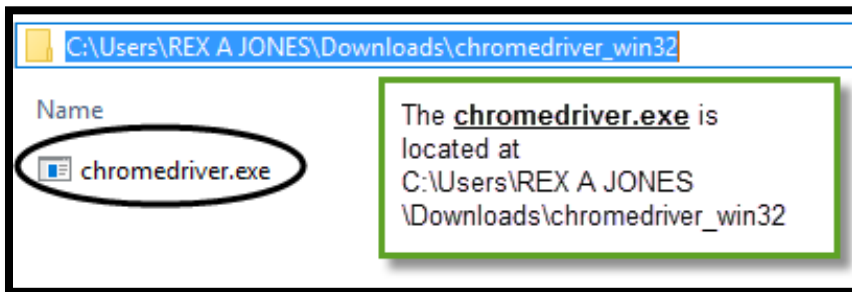 C:\Users\REX A JONES\Downloads\chromedriver_win32
Name
chromedriver.exe
The chromedriver.exe is
located at
C:\Users\REX A JONES
\Downloads\chromedriver_win32